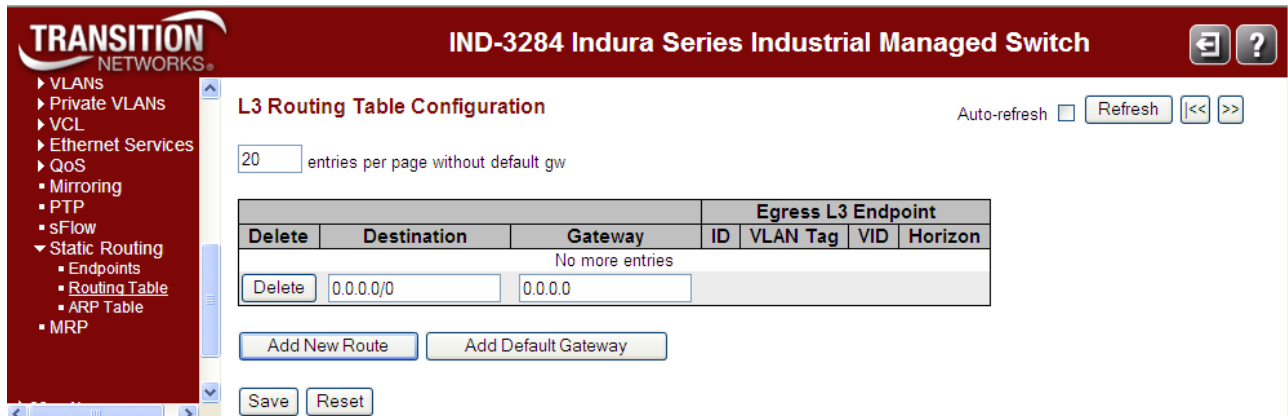 TRANSITION
NETWORKS®
IND-3284 Indura Series Industrial Managed Switch
?
VLANs
Private VLANs
VCL
Ethernet Services
QoS
Mirroring
PTP
sFlow
Static Routing
Endpoints
Routing Table
ARP Table
MRP
L3 Routing Table Configuration
Auto-refresh Refresh |<< >>
20 entries per page without default gw
Egress L3 Endpoint
Delete Destination Gateway ID VLAN Tag VID Horizon
No more entries
Delete 0.0.0.0/0 0.0.0.0
Add New Route Add Default Gateway
Save Reset